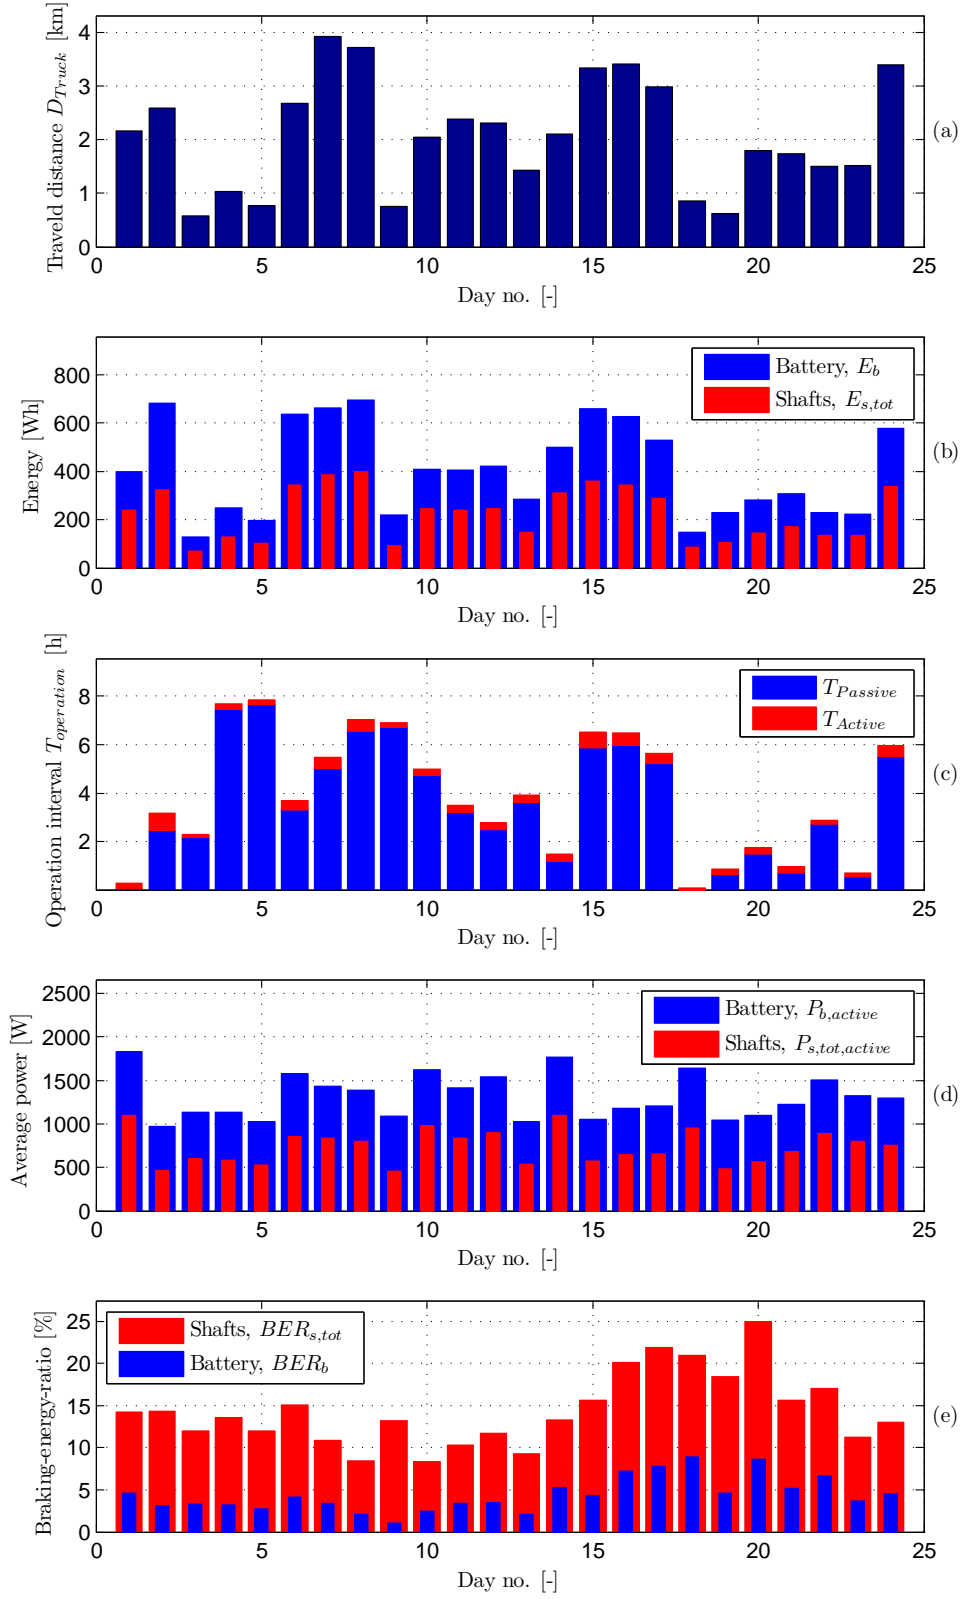 Traveld distance D_Truck [km]
4
3
2
1
0
0 5 10 15 20 25
Day no. [-]
(a)
Energy [Wh]
800
600
400
200
0
Battery, E_b
Shafts, E_s,tot
0 5 10 15 20 25
Day no. [-]
(b)
Operation interval T_operation [h]
8
6
4
2
T_Passive
T_Active
0 5 10 15 20 25
Day no. [-]
(c)
Average power [W]
2500
2000
1500
1000
500
0
Battery, P_b,active
Shafts, P_s,tot,active
0 5 10 15 20 25
Day no. [-]
(d)
Braking-energy-ratio [%]
25
20
15
10
5
0
Shafts, BER_s,tot
Battery, BER_b
0 5 10 15 20 25
Day no. [-]
(e)